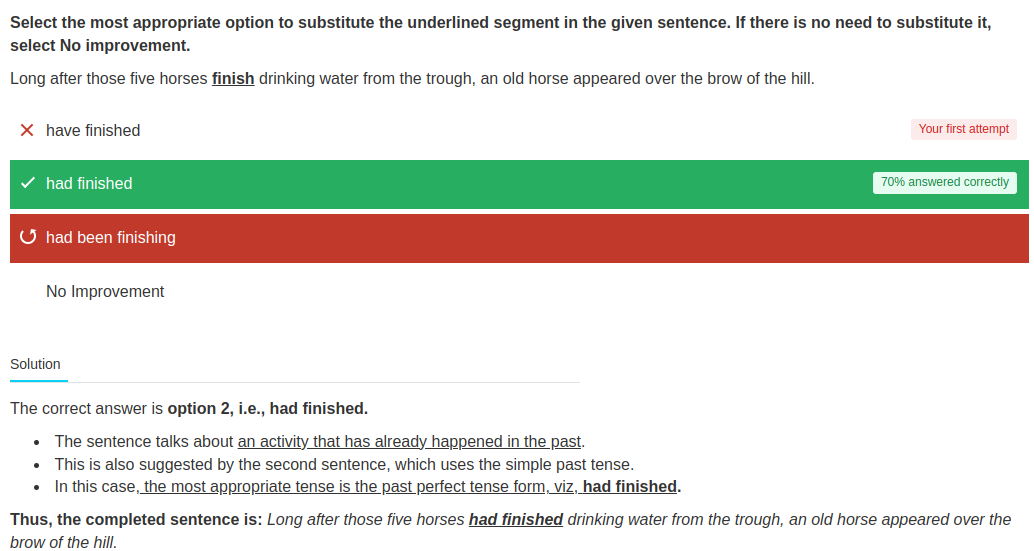 Select the most appropriate option to substitute the underlined segment in the given sentence. If there is no need to substitute it,
select No improvement.
Long after those five horses finish drinking water from the trough, an old horse appeared over the brow of the hill.
have finished
Your first attempt
had finished
70% answered correctly
had been finishing
No Improvement
Solution
The correct answer is option 2, i.e., had finished.
• The sentence talks about an activity that has already happened in the past.
• This is also suggested by the second sentence, which uses the simple past tense.
• In this case, the most appropriate tense is the past perfect tense form, viz, had finished.
Thus, the completed sentence is: Long after those five horses had finished drinking water from the trough, an old horse appeared over the
brow of the hill.